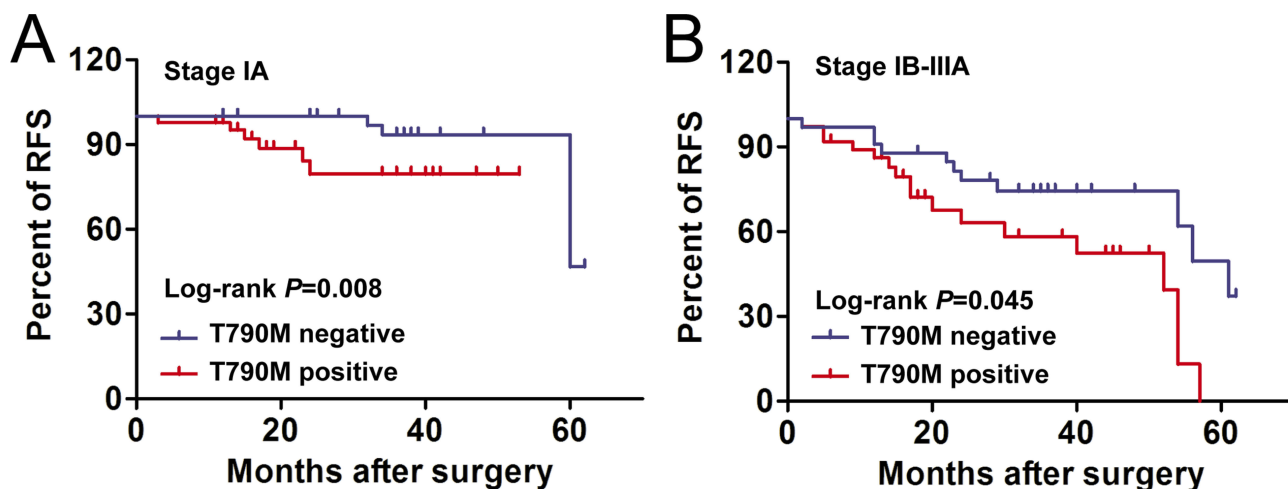 A
Percent of RFS
120
90
60
30
0
Stage IA
Log-rank P=0.008
T790M negative
T790M positive
0 20 40 60
Months after surgery
B
Percent of RFS
120
90
60
30
0
Stage IB-IIIA
Log-rank P=0.045
T790M negative
T790M positive
0 20 40 60
Months after surgery